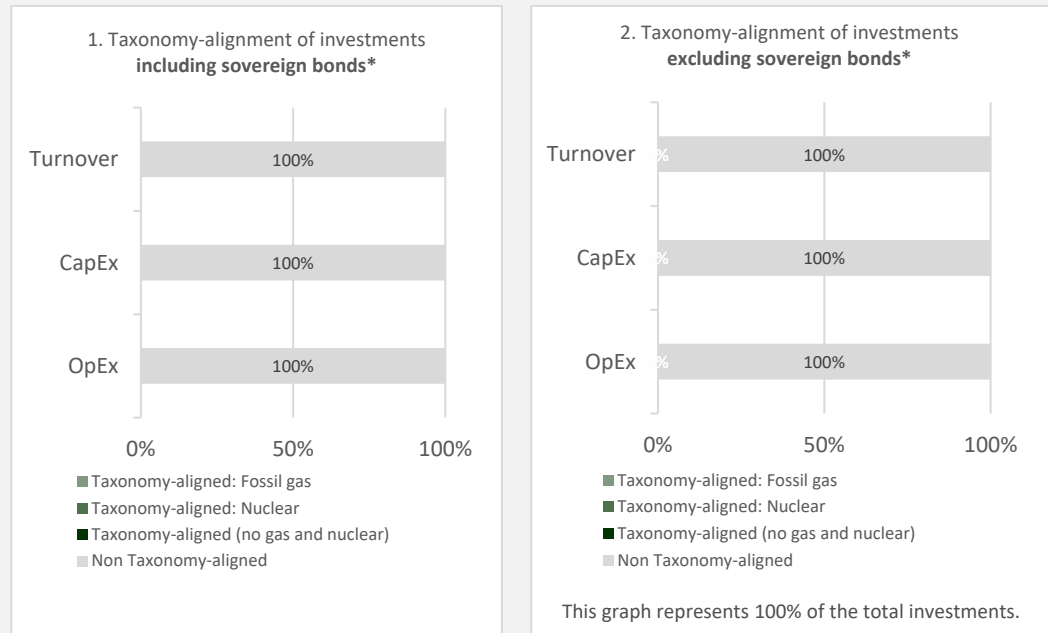 1. Taxonomy-alignment of investments
including sovereign bonds*
Turnover
100%
CapEx
100%
OpEx
100%
0%
50%
100%
Taxonomy-aligned: Fossil gas
Taxonomy-aligned: Nuclear
Taxonomy-aligned (no gas and nuclear)
Non Taxonomy-aligned
2. Taxonomy-alignment of investments
excluding sovereign bonds*
Turnover
% 100%
CapEx
% 100%
OpEx
% 100%
0%
50%
100%
Taxonomy-aligned: Fossil gas
Taxonomy-aligned: Nuclear
Taxonomy-aligned (no gas and nuclear)
Non Taxonomy-aligned
This graph represents 100% of the total investments.